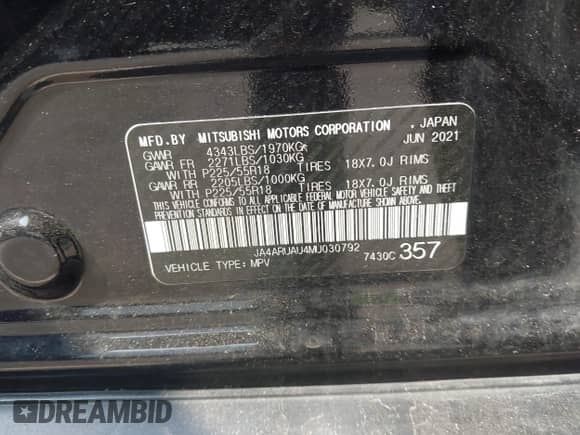 MFD.BY MITSUBISHI MOTORS CORPORATION , JAPAN
JUN 2021
GVWR 4343LBS/1970KG
GAWR FR 2271LBS/1030KG
WITH P225/55R18 TIRES 18X7.0J RIMS
GAWR RR 2205LBS/1000KG
WITH P225/55R18 TIRES 18X7.0J RIMS
THIS VEHICLE CONFORMS TO ALL APPLICABLE FEDERAL MOTOR VEHICLE SAFETY AND THEFT
PREVENTION STANDARDS IN EFFECT ON THE DATE OF MANUFACTURE SHOWN ABOVE.
JA4ARUAU4MU030792
VEHICLE TYPE: MPV 7430C 357
DREAMBID